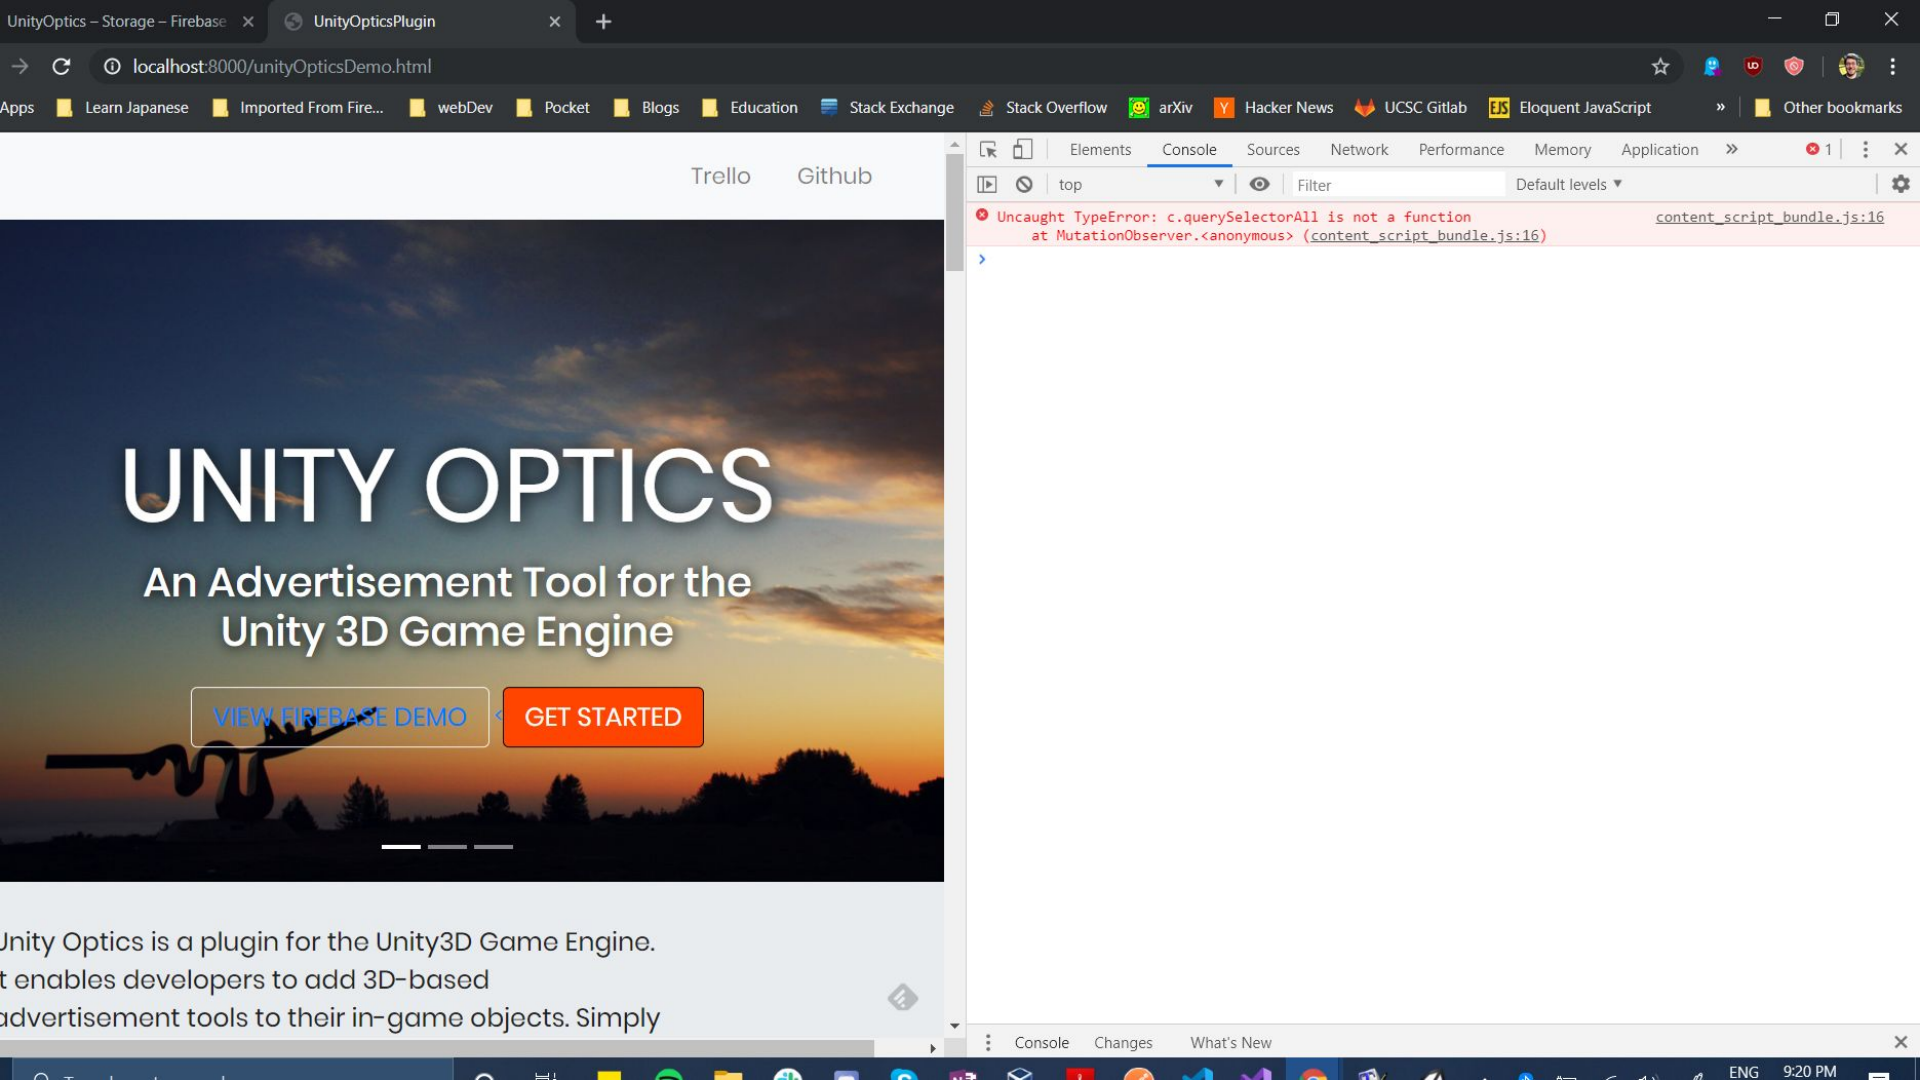 UnityOptics – Storage – Firebase
UnityOpticsPlugin
localhost:8000/unityOpticsDemo.html
Apps
Learn Japanese
Imported From Fire...
webDev
Pocket
Blogs
Education
Stack Exchange
Stack Overflow
arXiv
Y Hacker News
UCSC Gitlab
EJS Eloquent JavaScript
»
Other bookmarks
Trello Github
UNITY OPTICS
An Advertisement Tool for the
Unity 3D Game Engine
VIEW FIREBASE DEMO < GET STARTED
Unity Optics is a plugin for the Unity3D Game Engine.
t enables developers to add 3D-based
advertisement tools to their in-game objects. Simply
Elements Console Sources Network Performance Memory Application » 1
top Filter Default levels
Uncaught TypeError: c.querySelectorAll is not a function content_script_bundle.js:16
at MutationObserver.<anonymous> (content_script_bundle.js:16)
Console Changes What's New
ENG 9:20 PM